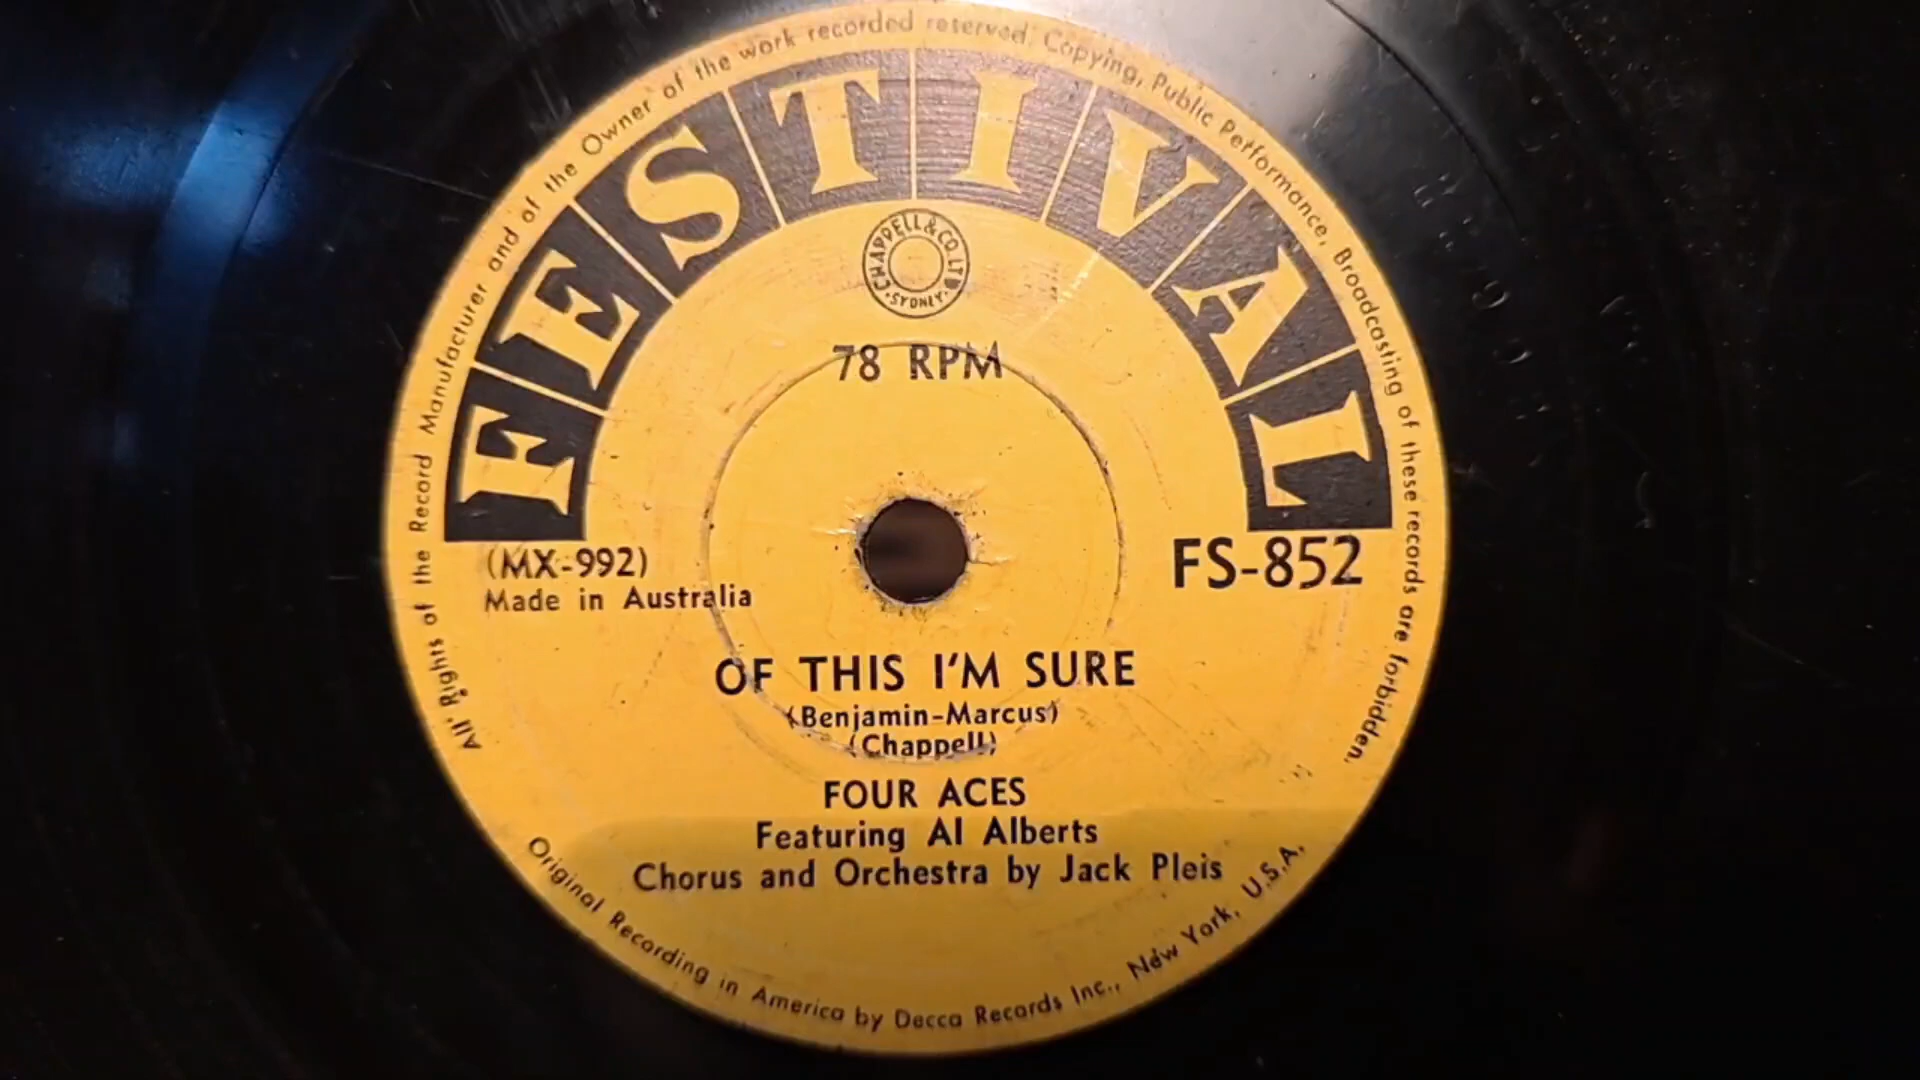 All Rights of the Record Manufacturer and of the Owner of the work recorded reserved. Copying, Public Performance, Broadcasting of these records are forbidden.
FESTIVAL
CHAPPELL & CO LTD
·SYDNEY·
78 RPM
(MX-992)
Made in Australia
FS-852
OF THIS I'M SURE
(Benjamin-Marcus)
(Chappell)
FOUR ACES
Featuring Al Alberts
Chorus and Orchestra by Jack Pleis
Original Recording in America by Decca Records Inc., New York, U.S.A.